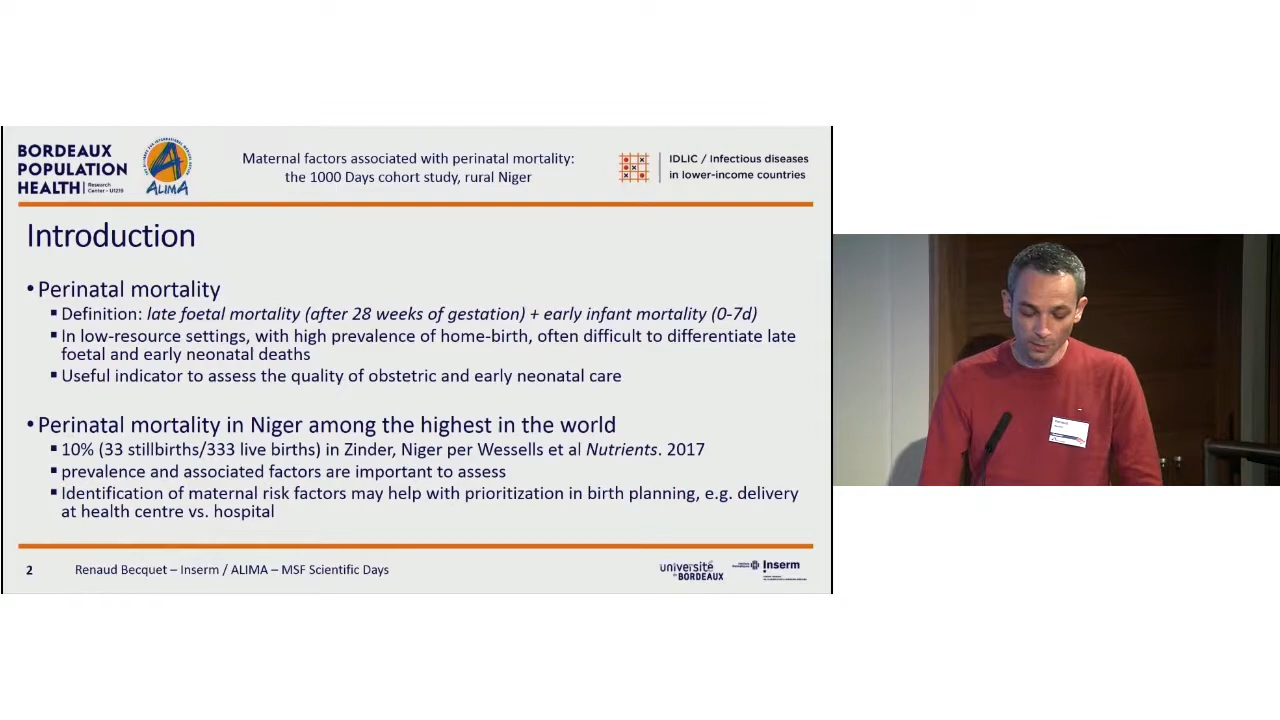 BORDEAUX
POPULATION
HEALTH
Research
Center - U1219
ALIMA
Maternal factors associated with perinatal mortality:
the 1000 Days cohort study, rural Niger
IDLIC / Infectious diseases
in lower-income countries
Introduction
• Perinatal mortality
▪ Definition: late foetal mortality (after 28 weeks of gestation) + early infant mortality (0-7d)
▪ In low-resource settings, with high prevalence of home-birth, often difficult to differentiate late
foetal and early neonatal deaths
▪ Useful indicator to assess the quality of obstetric and early neonatal care
• Perinatal mortality in Niger among the highest in the world
▪ 10% (33 stillbirths/333 live births) in Zinder, Niger per Wessells et al Nutrients. 2017
▪ prevalence and associated factors are important to assess
▪ Identification of maternal risk factors may help with prioritization in birth planning, e.g. delivery
at health centre vs. hospital
2
Renaud Becquet – Inserm / ALIMA – MSF Scientific Days
université
de BORDEAUX
Inserm